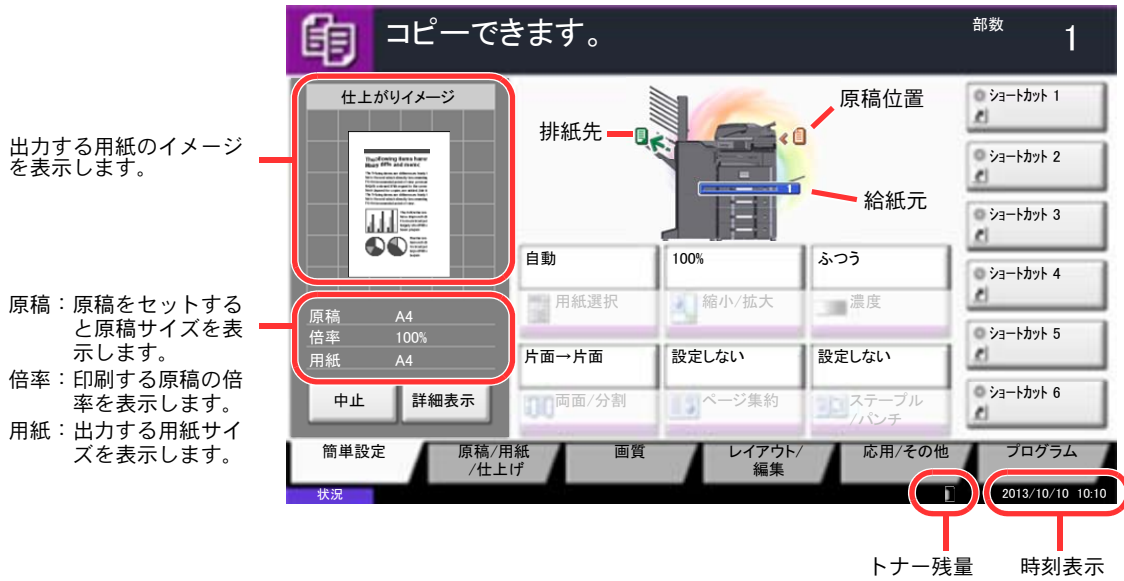 コピーできます。
部数
1
仕上がりイメージ
出力する用紙のイメージ
を表示します。
The following items have
排紙先
原稿位置
給紙元
1
原稿：原稿をセットする
と原稿サイズを表
示します。
倍率：印刷する原稿の倍
率を表示します。
用紙：出力する用紙サイ
ズを表示します。
原稿 A4
倍率 100%
用紙 A4
中止
詳細表示
自動
用紙選択
100%
縮小/拡大
ふつう
濃度
片面→片面
両面/分割
設定しない
ページ集約
設定しない
ステープル
/パンチ
ショートカット 1
ショートカット 2
ショートカット 3
ショートカット 4
ショートカット 5
ショートカット 6
簡単設定
原稿/用紙
/仕上げ
画質
レイアウト/
編集
応用/その他
プログラム
状況
2013/10/10 10:10
トナー残量
時刻表示